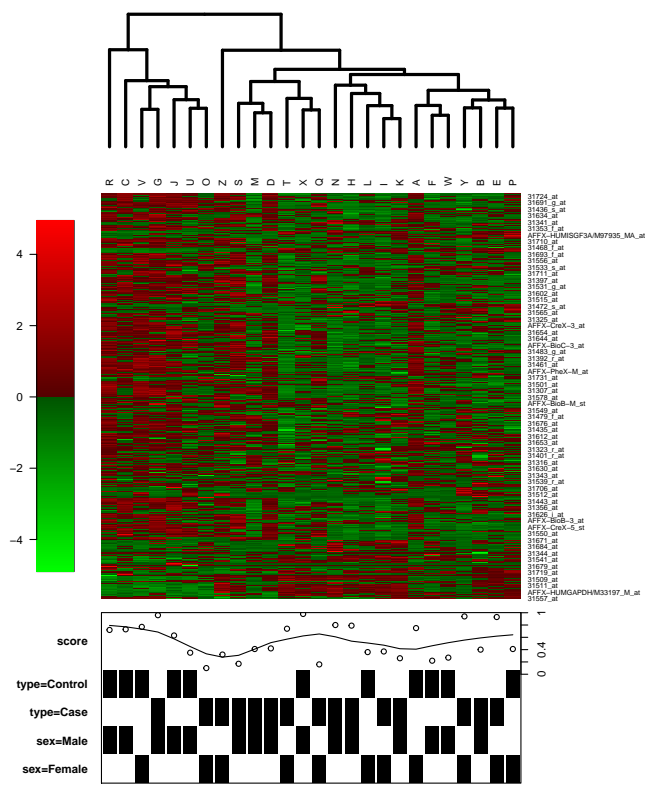 R C V G J U O Z S M D T X Q N H L I K A F W Y B E P
31724_at
31691_g_at
31436_s_at
31634_at
31341_at
31353_f_at
AFFX−HUMISGF3A/M97935_MA_at
31710_at
31468_f_at
31693_f_at
31556_at
31533_s_at
31711_at
31397_at
31531_g_at
31602_at
31515_at
31472_s_at
31565_at
31325_at
AFFX−CreX−3_at
31654_at
31644_at
AFFX−BioC−3_at
31483_g_at
31392_r_at
31461_at
AFFX−PheX−M_at
31731_at
31501_at
31307_at
31578_at
AFFX−BioB−M_st
31549_at
31479_f_at
31676_at
31435_at
31612_at
31653_at
31323_r_at
31401_r_at
31316_at
31630_at
31343_at
31539_r_at
31706_at
31512_at
31443_at
31356_at
31626_i_at
AFFX−BioB−3_at
AFFX−CreX−5_st
31550_at
31671_at
31684_at
31344_at
31541_at
31679_at
31719_at
31509_at
31511_at
AFFX−HUMGAPDH/M33197_M_at
31557_at
4
2
0
−2
−4
score
0 0.4 1
type=Control
type=Case
sex=Male
sex=Female